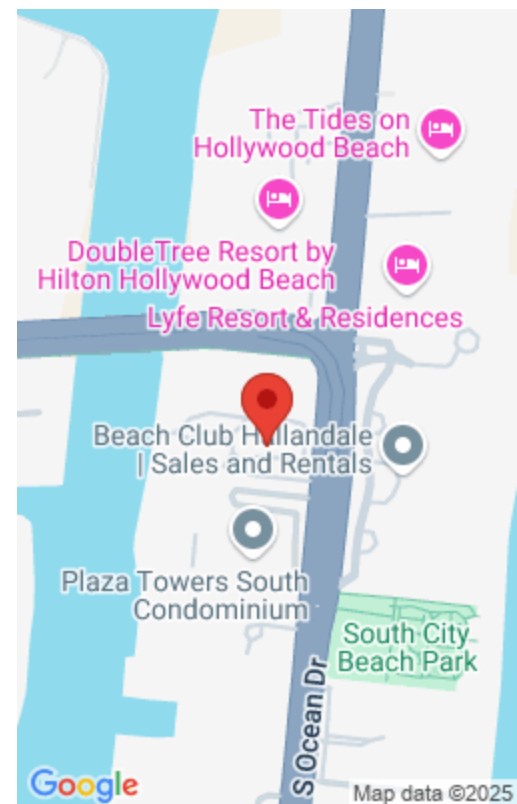 The Tides on
Hollywood Beach
DoubleTree Resort by
Hilton Hollywood Beach
Lyfe Resort & Residences
Beach Club Hallandale
| Sales and Rentals
Plaza Towers South
Condominium
South City
Beach Park
S Ocean Dr
Google
Map data ©2025